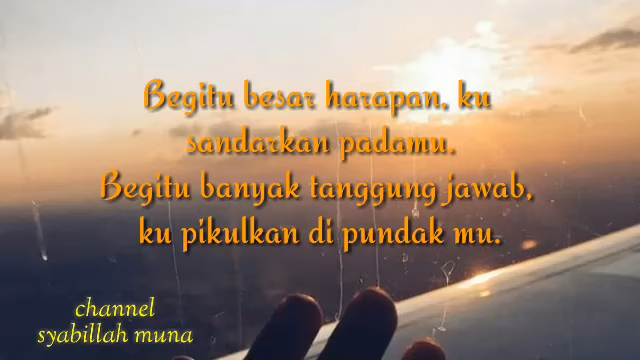 Begitu besar harapan, ku
sandarkan padamu.
Begitu banyak tanggung jawab,
ku pikulkan di pundak mu.
channel
syabillah muna